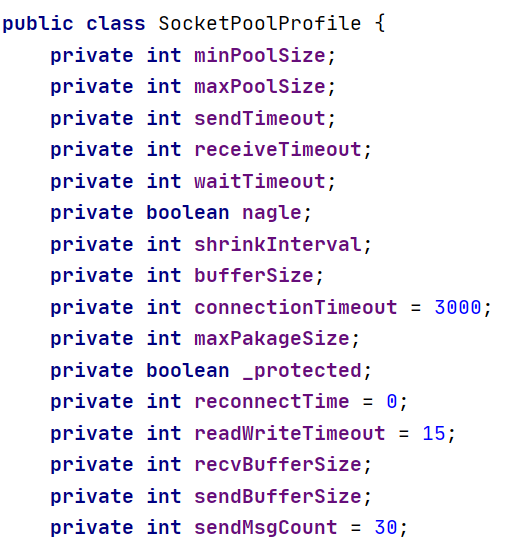 public class SocketPoolProfile {
    private int minPoolSize;
    private int maxPoolSize;
    private int sendTimeout;
    private int receiveTimeout;
    private int waitTimeout;
    private boolean nagle;
    private int shrinkInterval;
    private int bufferSize;
    private int connectionTimeout = 3000;
    private int maxPakageSize;
    private boolean _protected;
    private int reconnectTime = 0;
    private int readWriteTimeout = 15;
    private int recvBufferSize;
    private int sendBufferSize;
    private int sendMsgCount = 30;